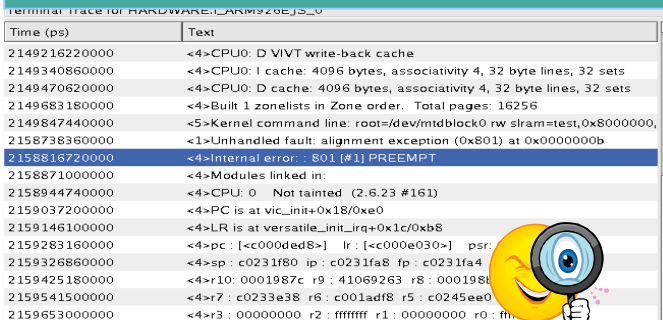 Terminal Trace for HARDWARE.i_ARM926EJS_0
Time (ps) Text
2149216220000 <4>CPU0: D VIVT write-back cache
2149340860000 <4>CPU0: I cache: 4096 bytes, associativity 4, 32 byte lines, 32 sets
2149470620000 <4>CPU0: D cache: 4096 bytes, associativity 4, 32 byte lines, 32 sets
2149683180000 <4>Built 1 zonelists in Zone order. Total pages: 16256
2149847440000 <5>Kernel command line: root=/dev/mtdblock0 rw slram=test,0x8000000,
2158738360000 <1>Unhandled fault: alignment exception (0x801) at 0x0000000b
2158816720000 <4>Internal error: : 801 [#1] PREEMPT
2158871000000 <4>Modules linked in:
2158944740000 <4>CPU: 0 Not tainted (2.6.23 #161)
2159037200000 <4>PC is at vic_init+0x18/0xe0
2159146100000 <4>LR is at versatile_init_irq+0x1c/0xb8
2159283160000 <4>pc : [<c000ded8>] lr : [<c000e030>] psr:
2159326860000 <4>sp : c0231f80 ip : c0231fa8 fp : c0231fa4
2159425180000 <4>r10: 0001987c r9 : 41069263 r8 : 000198
2159541500000 <4>r7 : c0233e38 r6 : c001adf8 r5 : c0245ee0
2159653000000 <4>r3 : 00000000 r2 : ffffffff r1 : 00000000 r0 :